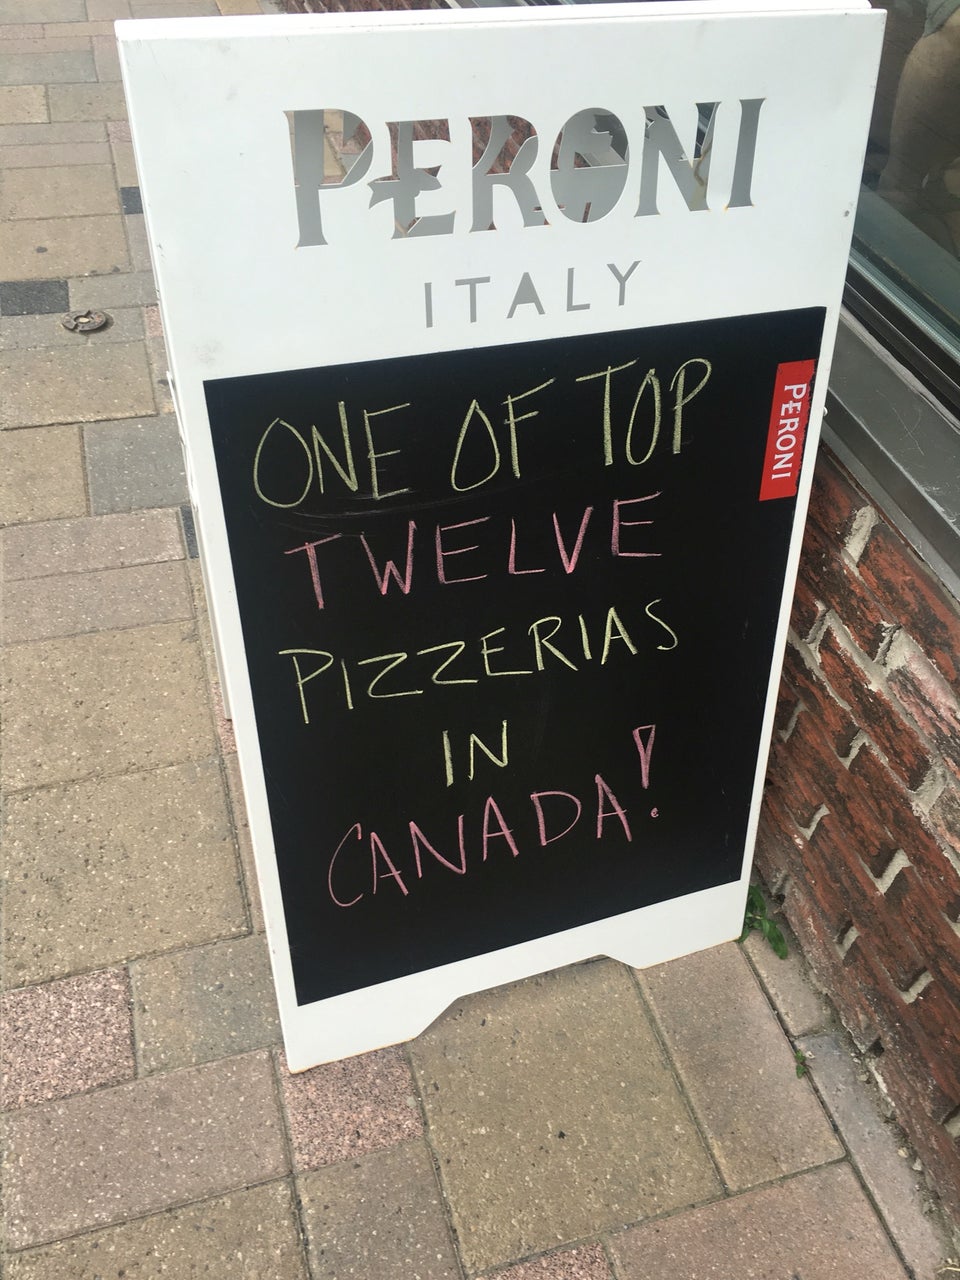 PERONI
ITALY
PERONI
ONE OF TOP
TWELVE
PIZZERIAS
IN
CANADA!